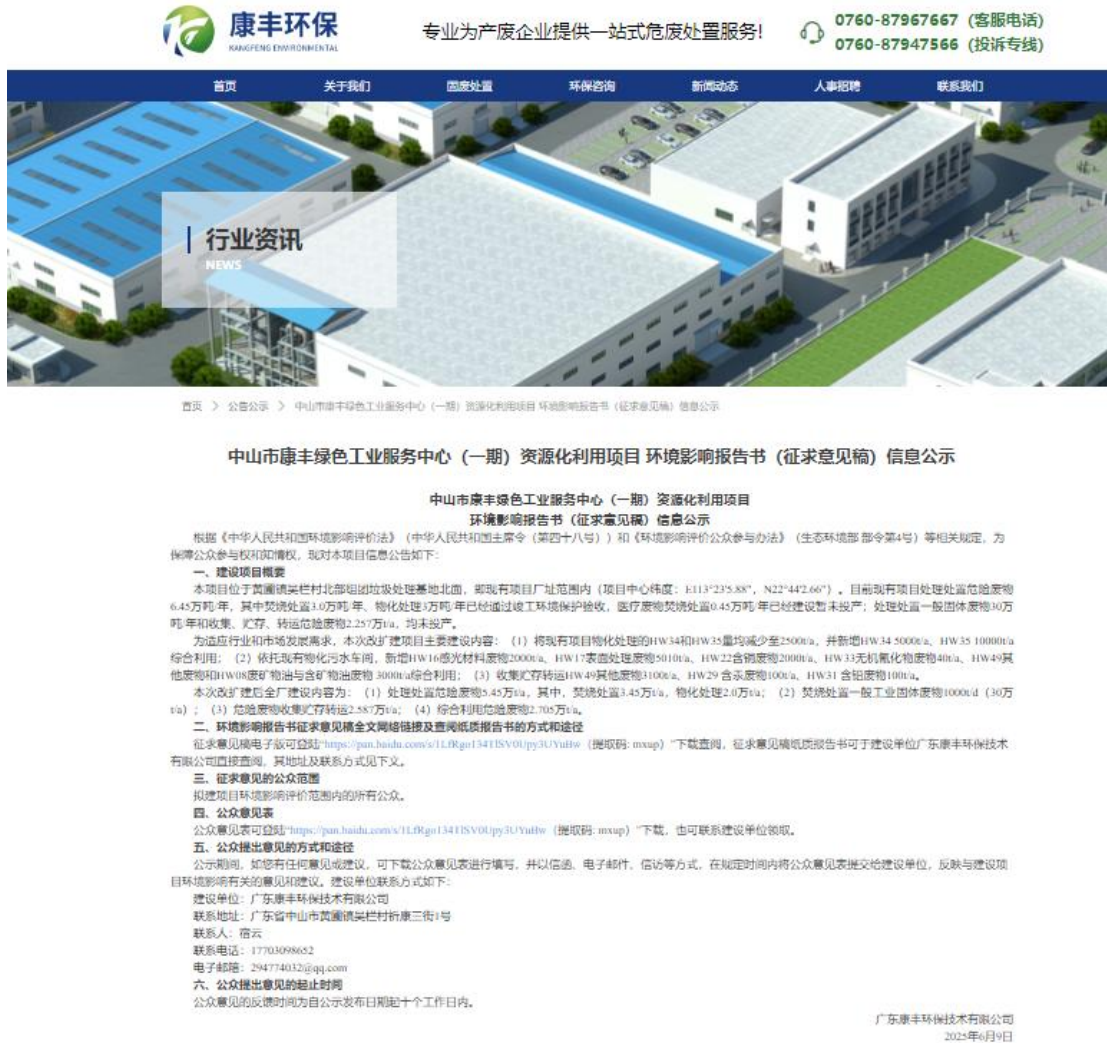 康丰环保
KANGFENG ENVIRONMENTAL
专业为产废企业提供一站式危废处置服务!
0760-87967667 (客服电话)
0760-87947566 (投诉专线)
首页 关于我们 固废处置 环保咨询 新闻动态 人事招聘 联系我们
行业资讯
NEWS
首页 > 公告公示 > 中山市康丰绿色工业服务中心（一期）资源化利用项目 环境影响报告书（征求意见稿）信息公示
中山市康丰绿色工业服务中心（一期）资源化利用项目 环境影响报告书（征求意见稿）信息公示
中山市康丰绿色工业服务中心（一期）资源化利用项目
环境影响报告书（征求意见稿）信息公示
根据《中华人民共和国环境影响评价法》（中华人民共和国主席令（第四十八号））和《环境影响评价公众参与办法》（生态环境部 部令第4号）等相关规定，为
保障公众参与权和知情权，现对本项目信息公告如下：
一、建设项目概要
本项目位于黄圃镇吴栏村北部组团垃圾处理基地北面，即现有项目厂址范围内（项目中心纬度：E113°23'5.88"，N22°44'2.66"）。目前现有项目处理处置危险废物
6.45万吨/年，其中焚烧处置3.0万吨/年、物化处理3万吨/年已经通过竣工环境保护验收，医疗废物焚烧处置0.45万吨/年已经建设暂未投产；处理处置一般固体废物30万
吨/年和收集、贮存、转运危险废物2.257万t/a，均未投产。
为适应行业和市场发展需求，本次改扩建项目主要建设内容：（1）将现有项目物化处理的HW34和HW35量均减少至2500t/a，并新增HW34 5000t/a、HW35 10000t/a
综合利用；（2）依托现有物化污水车间，新增HW16感光材料废物2000t/a、HW17表面处理废物5010t/a、HW22含铜废物2000t/a、HW33无机氰化物废物40t/a、HW49其
他废物和HW08废矿物油与含矿物油废物 3000t/a综合利用；（3）收集贮存转运HW49其他废物3100t/a、HW29 含汞废物100t/a、HW31 含铅废物100t/a。
本次改扩建后全厂建设内容为：（1）处理处置危险废物5.45万t/a，其中，焚烧处置3.45万t/a，物化处理2.0万t/a；（2）焚烧处置一般工业固体废物1000t/d（30万
t/a）；（3）危险废物收集贮存转运2.587万t/a；（4）综合利用危险废物2.705万t/a。
二、环境影响报告书征求意见稿全文网络链接及查阅纸质报告书的方式和途径
征求意见稿电子版可登陆"https://pan.baidu.com/s/1LfRgo134TlSV0Upy3UYuHw（提取码: mxup）"下载查阅，征求意见稿纸质报告书可于建设单位广东康丰环保技术
有限公司直接查阅，其地址及联系方式见下文。
三、征求意见的公众范围
拟建项目环境影响评价范围内的所有公众。
四、公众意见表
公众意见表可登陆"https://pan.baidu.com/s/1LfRgo134TlSV0Upy3UYuHw（提取码: mxup）"下载，也可联系建设单位领取。
五、公众提出意见的方式和途径
公示期间，如您有任何意见或建议，可下载公众意见表进行填写，并以信函、电子邮件、信访等方式，在规定时间内将公众意见表提交给建设单位，反映与建设项
目环境影响有关的意见和建议。建设单位联系方式如下：
建设单位：广东康丰环保技术有限公司
联系地址：广东省中山市黄圃镇吴栏村祈康三街1号
联系人：宿云
联系电话：17703098652
电子邮箱：294774032@qq.com
六、公众提出意见的起止时间
公众意见的反馈时间为自公示发布日期起十个工作日内。
广东康丰环保技术有限公司
2025年6月9日